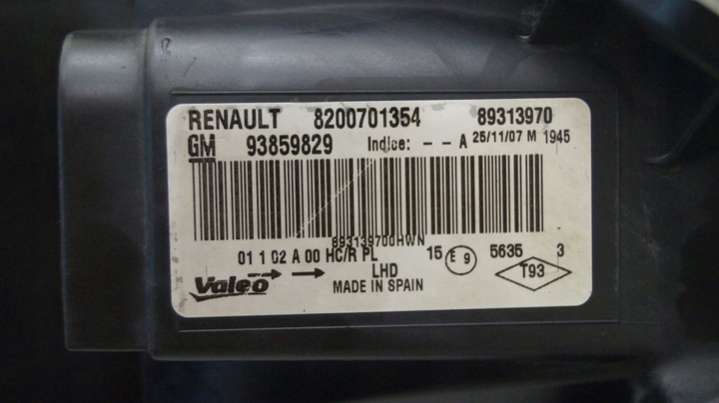 RENAULT 8200701354 89313970
GM 93859829 Indice: - - A 25/11/07 M 1945
893139700HWN
01 1 02 A 00 HC/R PL 15 E 9 5635 3
Valeo LHD T93
MADE IN SPAIN